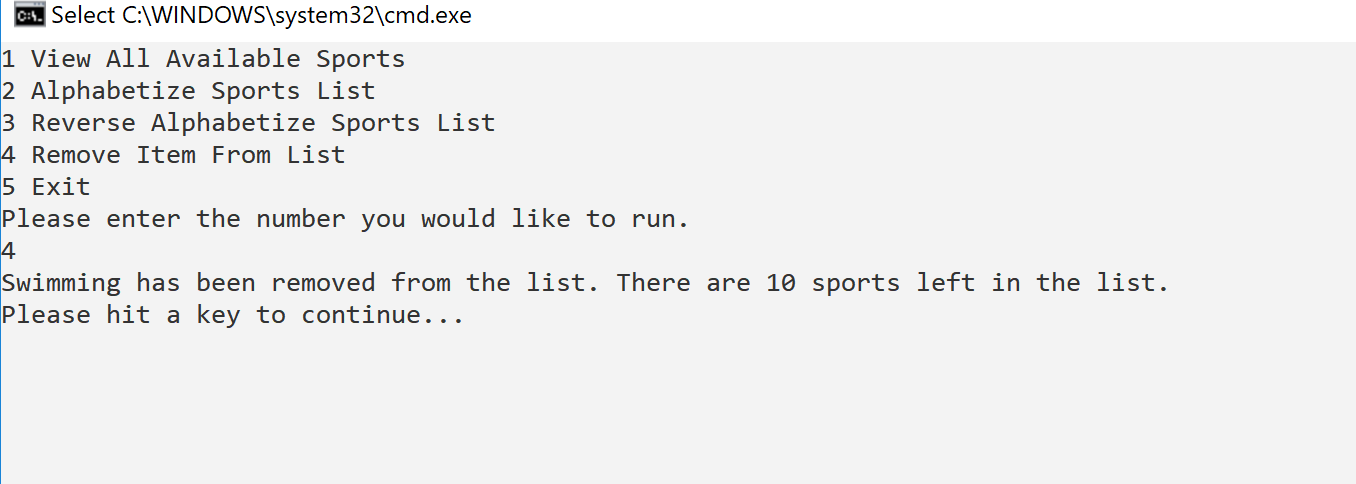 Select C:\WINDOWS\system32\cmd.exe
1 View All Available Sports
2 Alphabetize Sports List
3 Reverse Alphabetize Sports List
4 Remove Item From List
5 Exit
Please enter the number you would like to run.
4
Swimming has been removed from the list. There are 10 sports left in the list.
Please hit a key to continue...